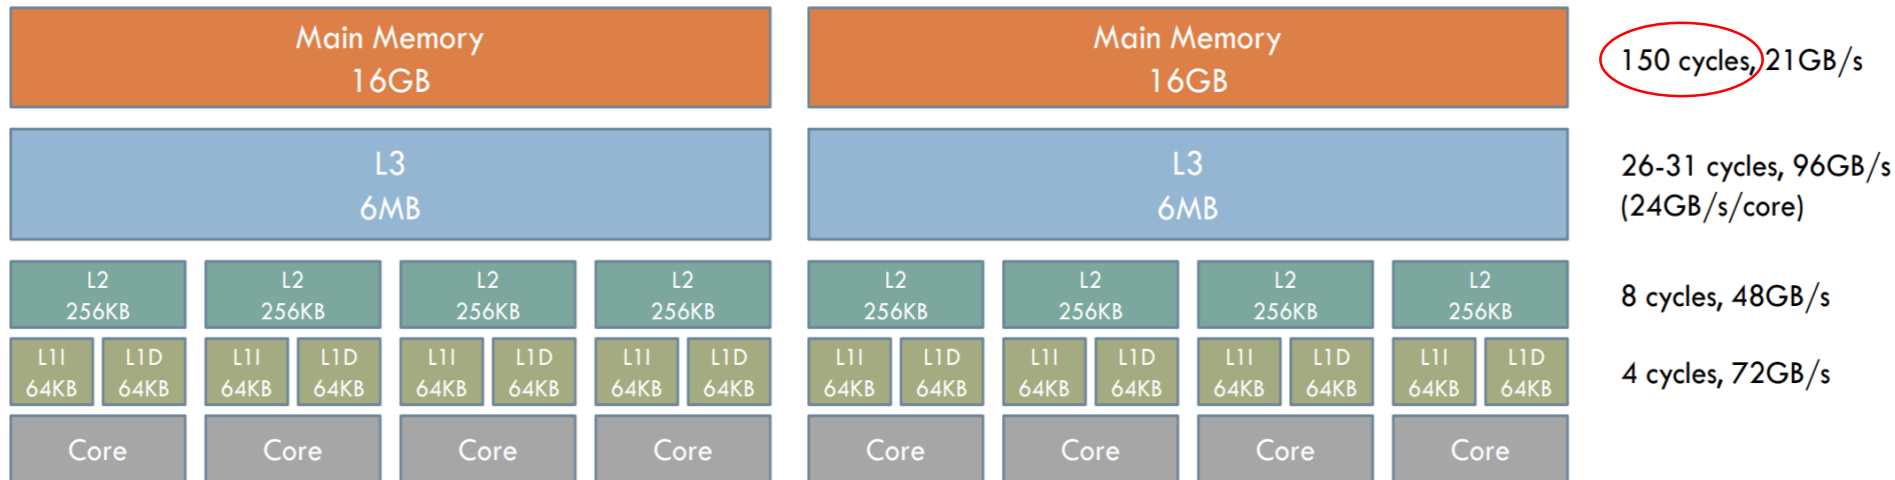 Main Memory
16GB
Main Memory
16GB
150 cycles, 21GB/s
L3
6MB
L3
6MB
26-31 cycles, 96GB/s
(24GB/s/core)
L2
256KB
L2
256KB
L2
256KB
L2
256KB
L2
256KB
L2
256KB
L2
256KB
L2
256KB
8 cycles, 48GB/s
L1I
64KB
L1D
64KB
L1I
64KB
L1D
64KB
L1I
64KB
L1D
64KB
L1I
64KB
L1D
64KB
L1I
64KB
L1D
64KB
L1I
64KB
L1D
64KB
L1I
64KB
L1D
64KB
L1I
64KB
L1D
64KB
4 cycles, 72GB/s
Core
Core
Core
Core
Core
Core
Core
Core